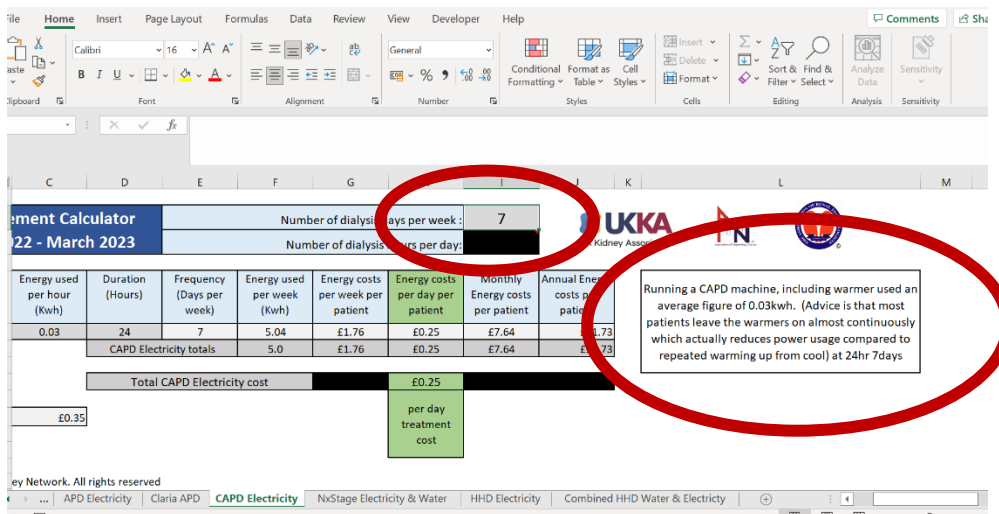 File Home Insert Page Layout Formulas Data Review View Developer Help Comments Sha
Calibri 16 A^ A˅ General
B I U A % 9
Conditional Formatting Format as Table Cell Styles
Insert Delete Format
Sort & Filter Find & Select Analyze Data Sensitivity
Clipboard Font Alignment Number Styles Cells Editing Analysis Sensitivity
fx
C D E F G I J K L M
ement Calculator
022 - March 2023
Number of dialysis days per week : 7
Number of dialysis hours per day:
UKKA
Kidney
Energy used per hour (Kwh) Duration (Hours) Frequency (Days per week) Energy used per week (Kwh) Energy costs per week per patient Energy costs per day per patient Monthly Energy costs per patient Annual costs
0.03 24 7 5.04 £1.76 £0.25 £7.64
CAPD Electricity totals 5.0 £1.76 £0.25 £7.64
Total CAPD Electricity cost £0.25
£0.35
per day
treatment
cost
Running a CAPD machine, including warmer used an
average figure of 0.03kwh. (Advice is that most
patients leave the warmers on almost continuously
which actually reduces power usage compared to
repeated warming up from cool) at 24hr 7days
ey Network. All rights reserved
... APD Electricity Claria APD CAPD Electricity NxStage Electricity & Water HHD Electricity Combined HHD Water & Electricty